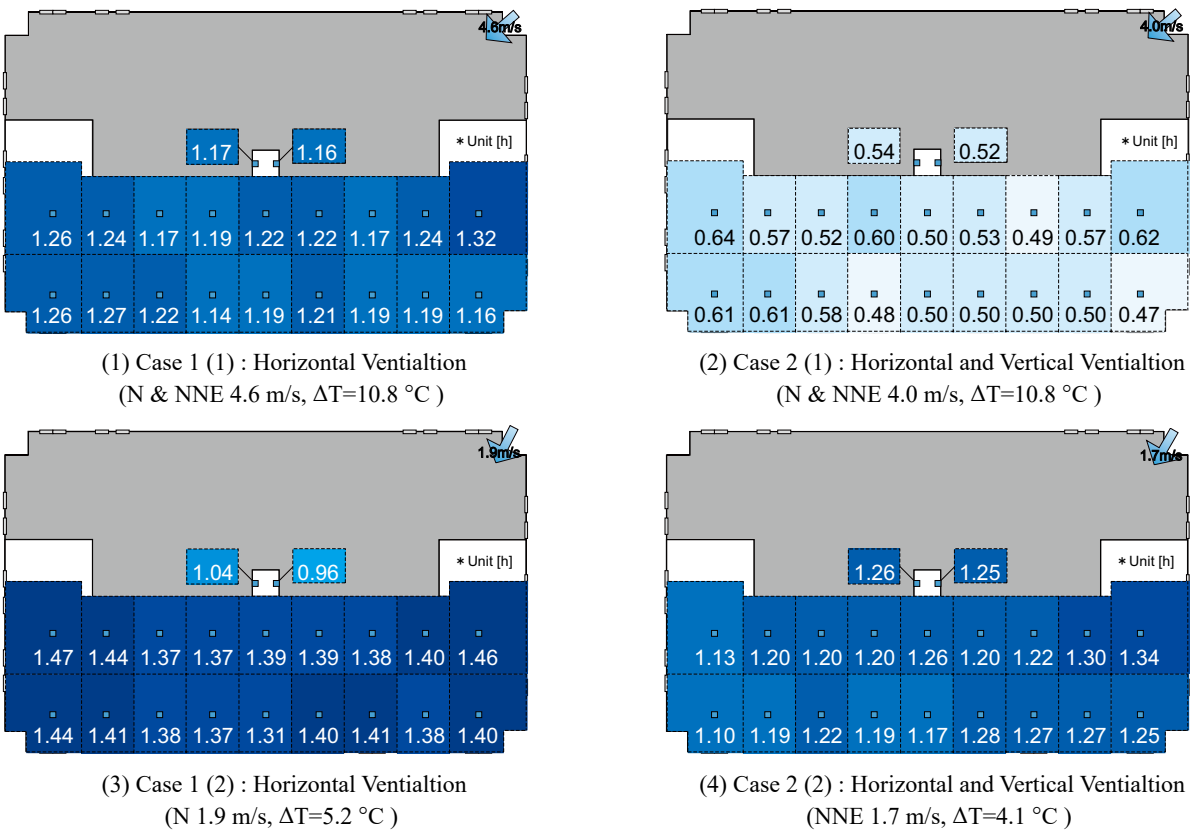 4.6m/s
1.17 1.16
* Unit [h]
1.26 1.24 1.17 1.19 1.22 1.22 1.17 1.24 1.32
1.26 1.27 1.22 1.14 1.19 1.21 1.19 1.19 1.16
(1) Case 1 (1) : Horizontal Ventialtion
(N & NNE 4.6 m/s, ΔT=10.8 °C )
4.0m/s
0.54 0.52
* Unit [h]
0.64 0.57 0.52 0.60 0.50 0.53 0.49 0.57 0.62
0.61 0.61 0.58 0.48 0.50 0.50 0.50 0.50 0.47
(2) Case 2 (1) : Horizontal and Vertical Ventialtion
(N & NNE 4.0 m/s, ΔT=10.8 °C )
1.9m/s
1.04 0.96
* Unit [h]
1.47 1.44 1.37 1.37 1.39 1.39 1.38 1.40 1.46
1.44 1.41 1.38 1.37 1.31 1.40 1.41 1.38 1.40
(3) Case 1 (2) : Horizontal Ventialtion
(N 1.9 m/s, ΔT=5.2 °C )
1.7m/s
1.26 1.25
* Unit [h]
1.13 1.20 1.20 1.20 1.26 1.20 1.22 1.30 1.34
1.10 1.19 1.22 1.19 1.17 1.28 1.27 1.27 1.25
(4) Case 2 (2) : Horizontal and Vertical Ventialtion
(NNE 1.7 m/s, ΔT=4.1 °C )